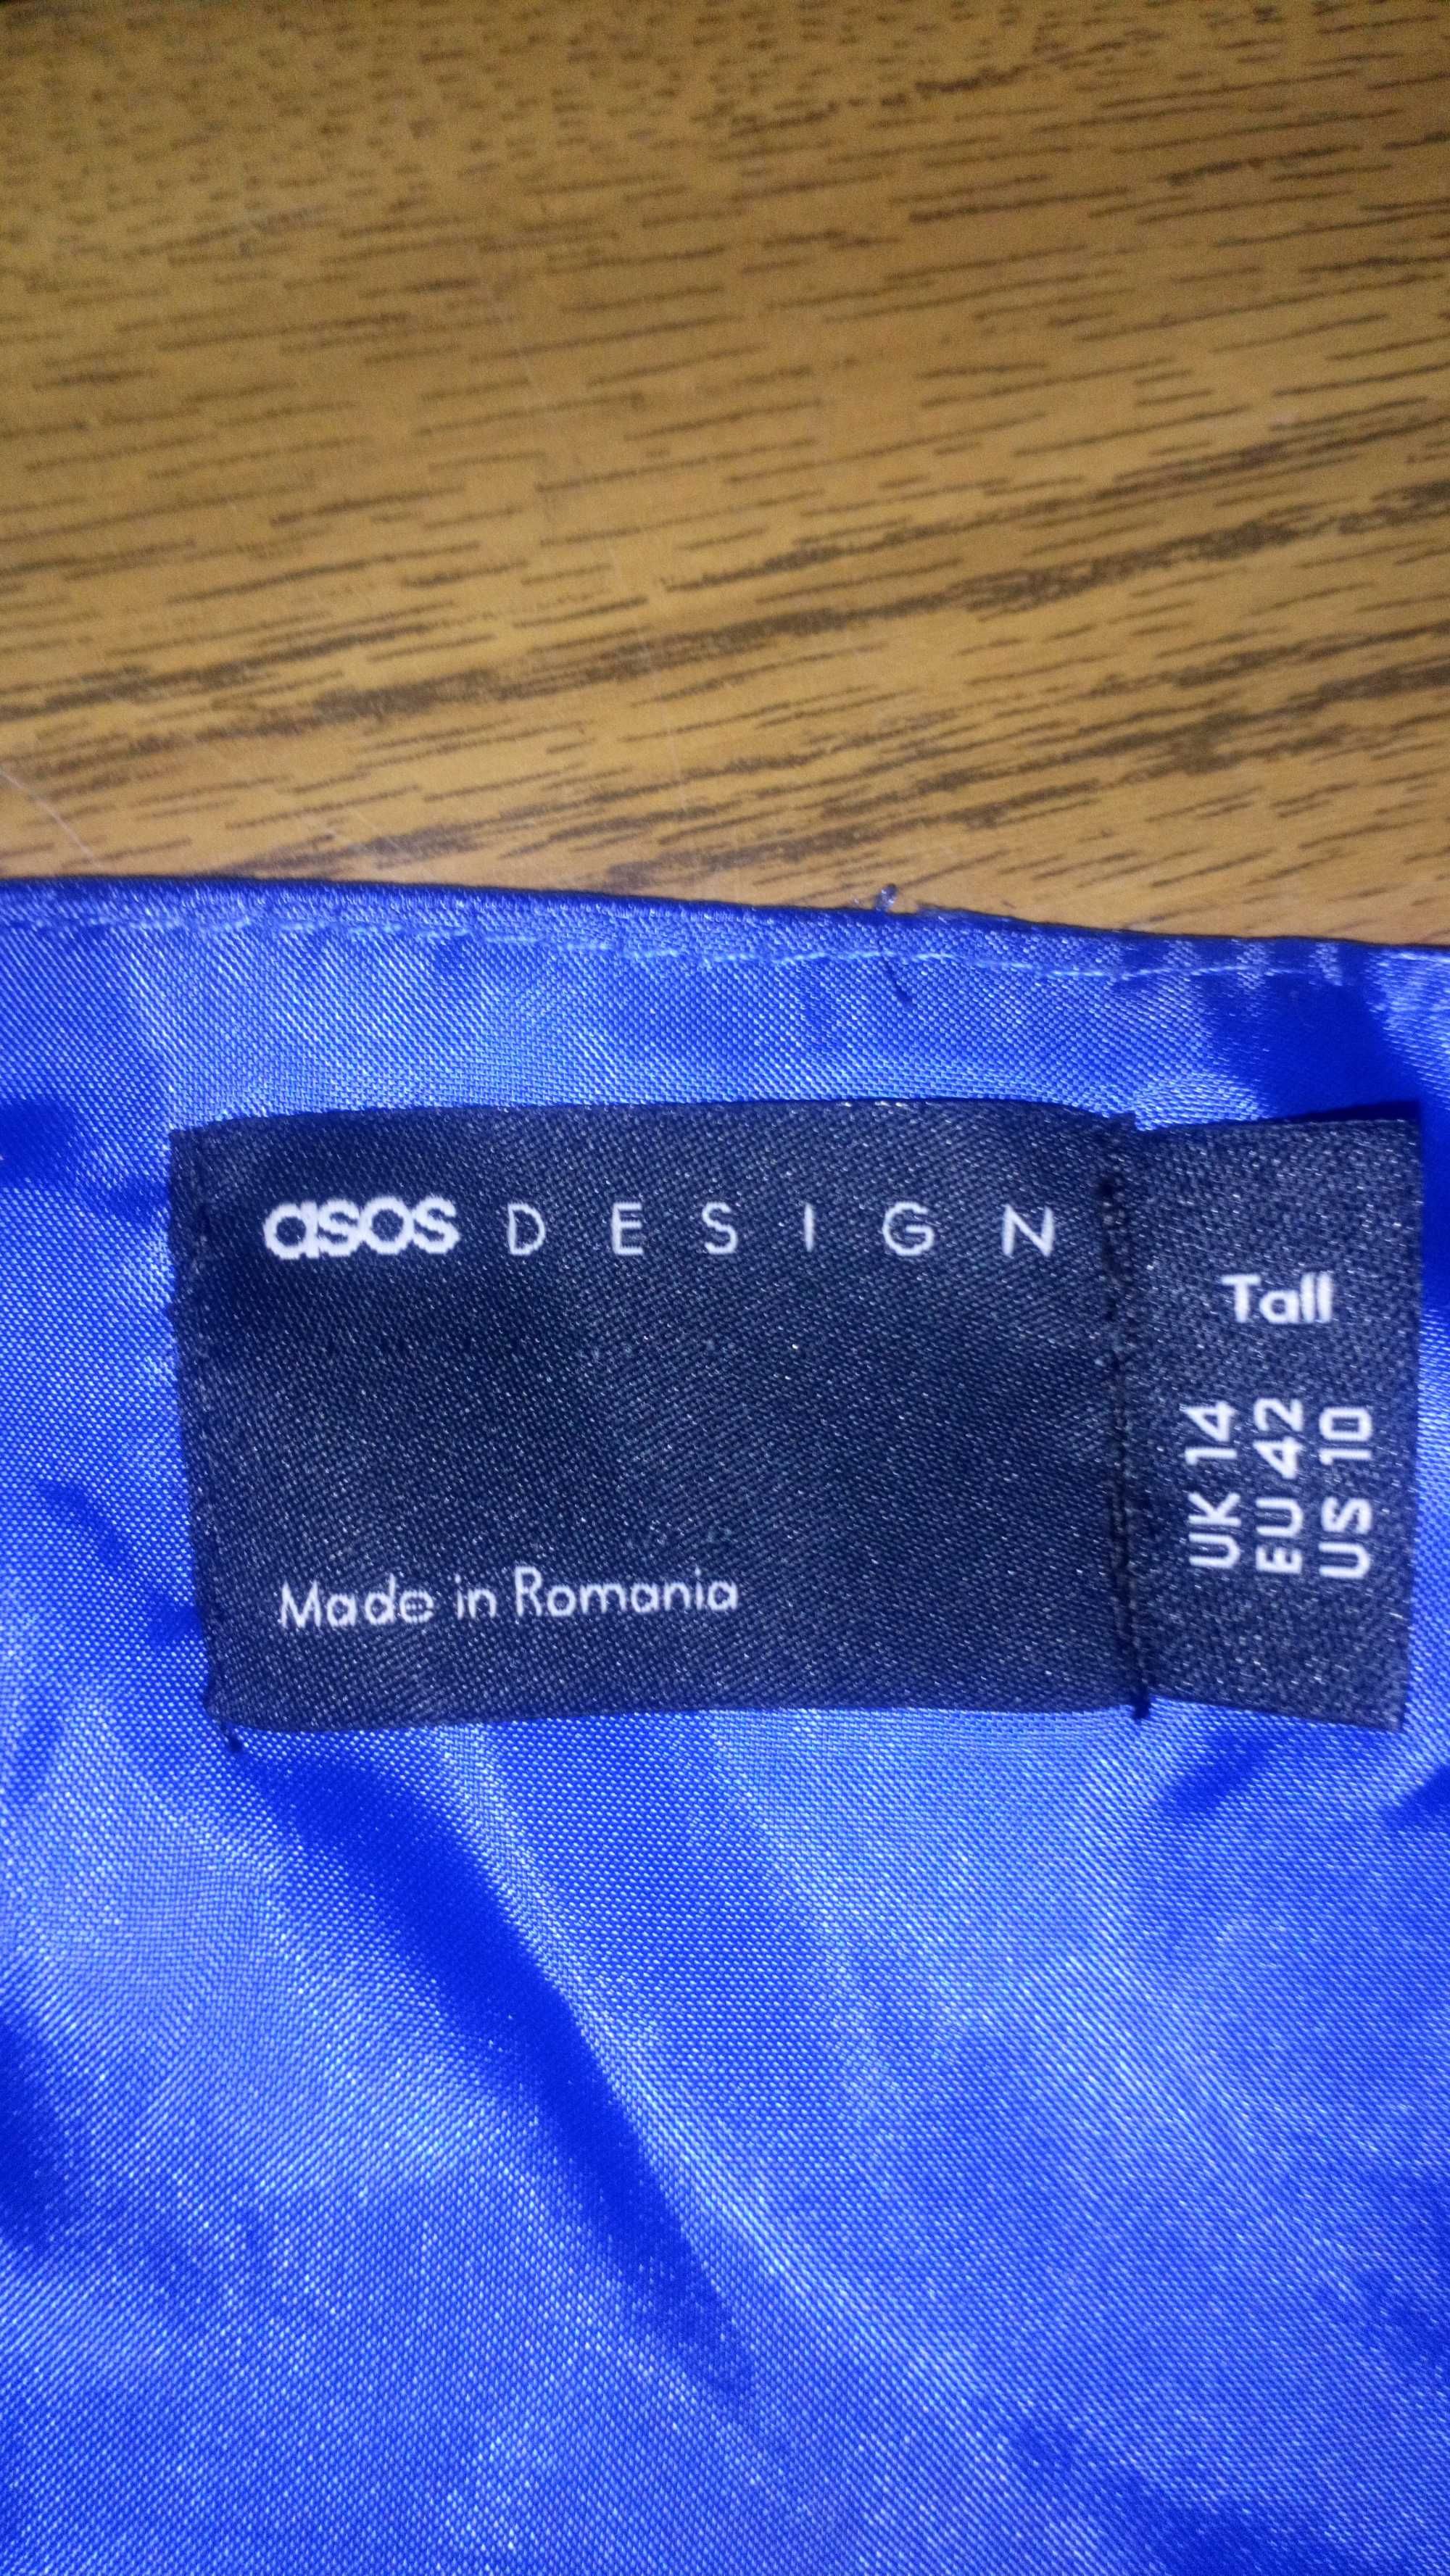 asos DESIGN
Made in Romania
Tall
UK 14
EU 42
US 10